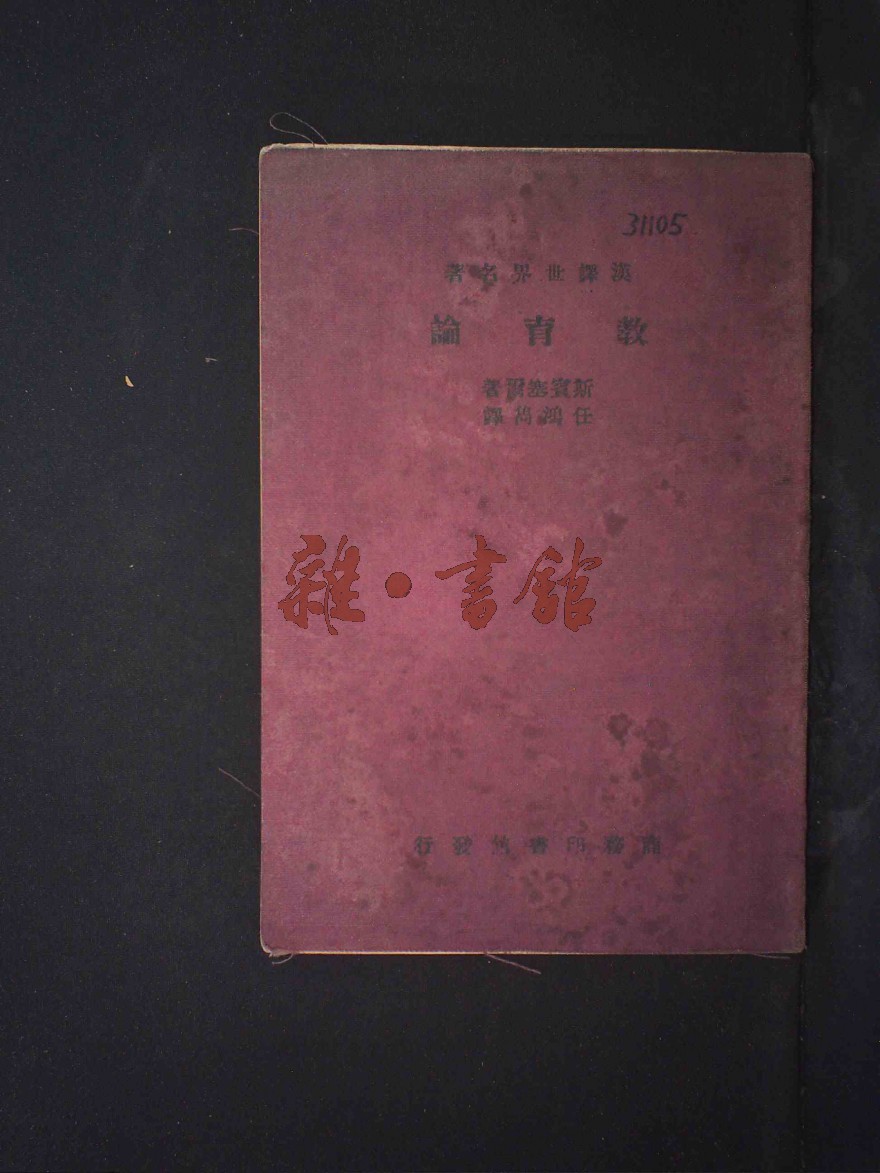 31105
漢譯世界名著
教育論
斯賓塞爾著
任鴻雋譯
雜·書館
商務印書館發行